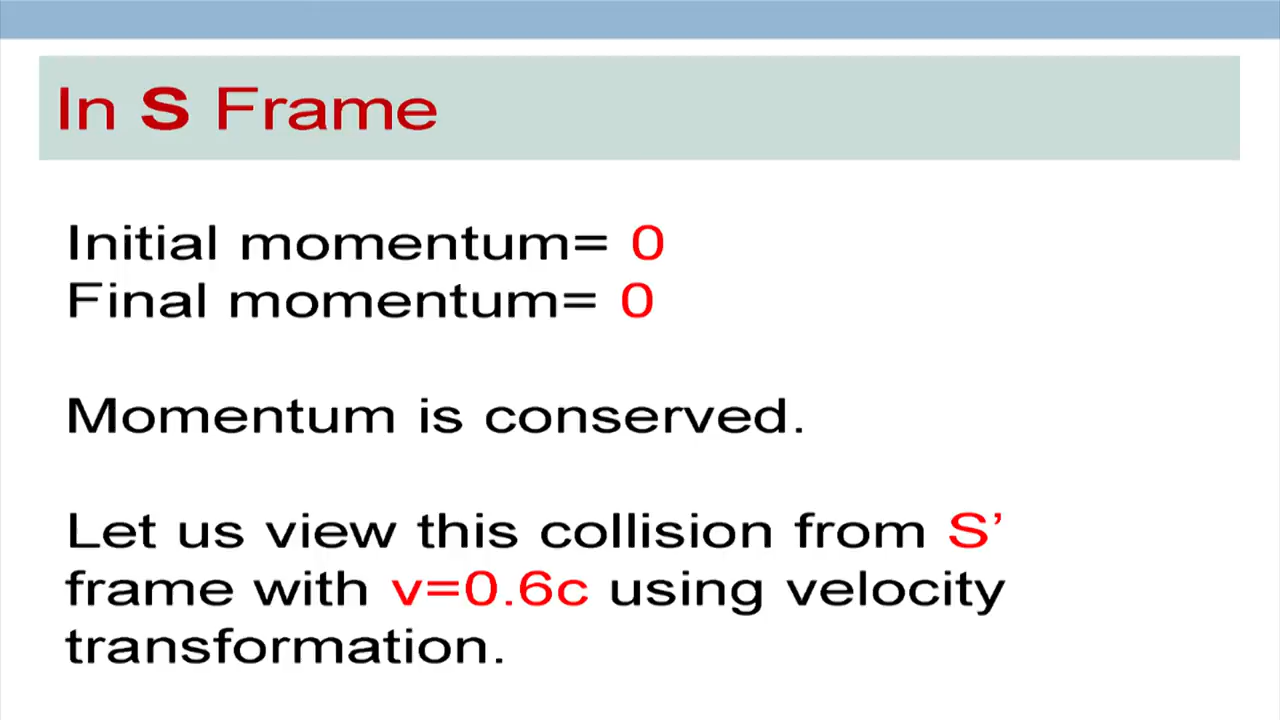 In S Frame
Initial momentum= 0
Final momentum= 0
Momentum is conserved.
Let us view this collision from S’
frame with v=0.6c using velocity
transformation.